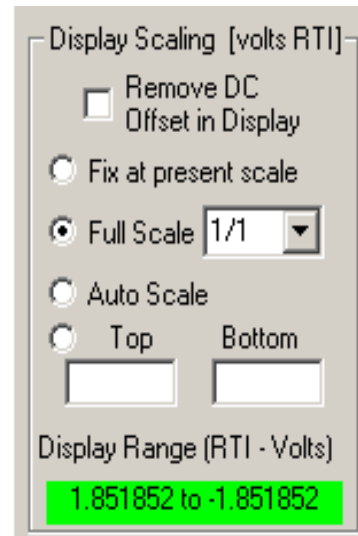 Display Scaling [volts RTI]
Remove DC
Offset in Display
Fix at present scale
Full Scale 1/1
Auto Scale
Top Bottom
Display Range (RTI - Volts)
1.851852 to -1.851852